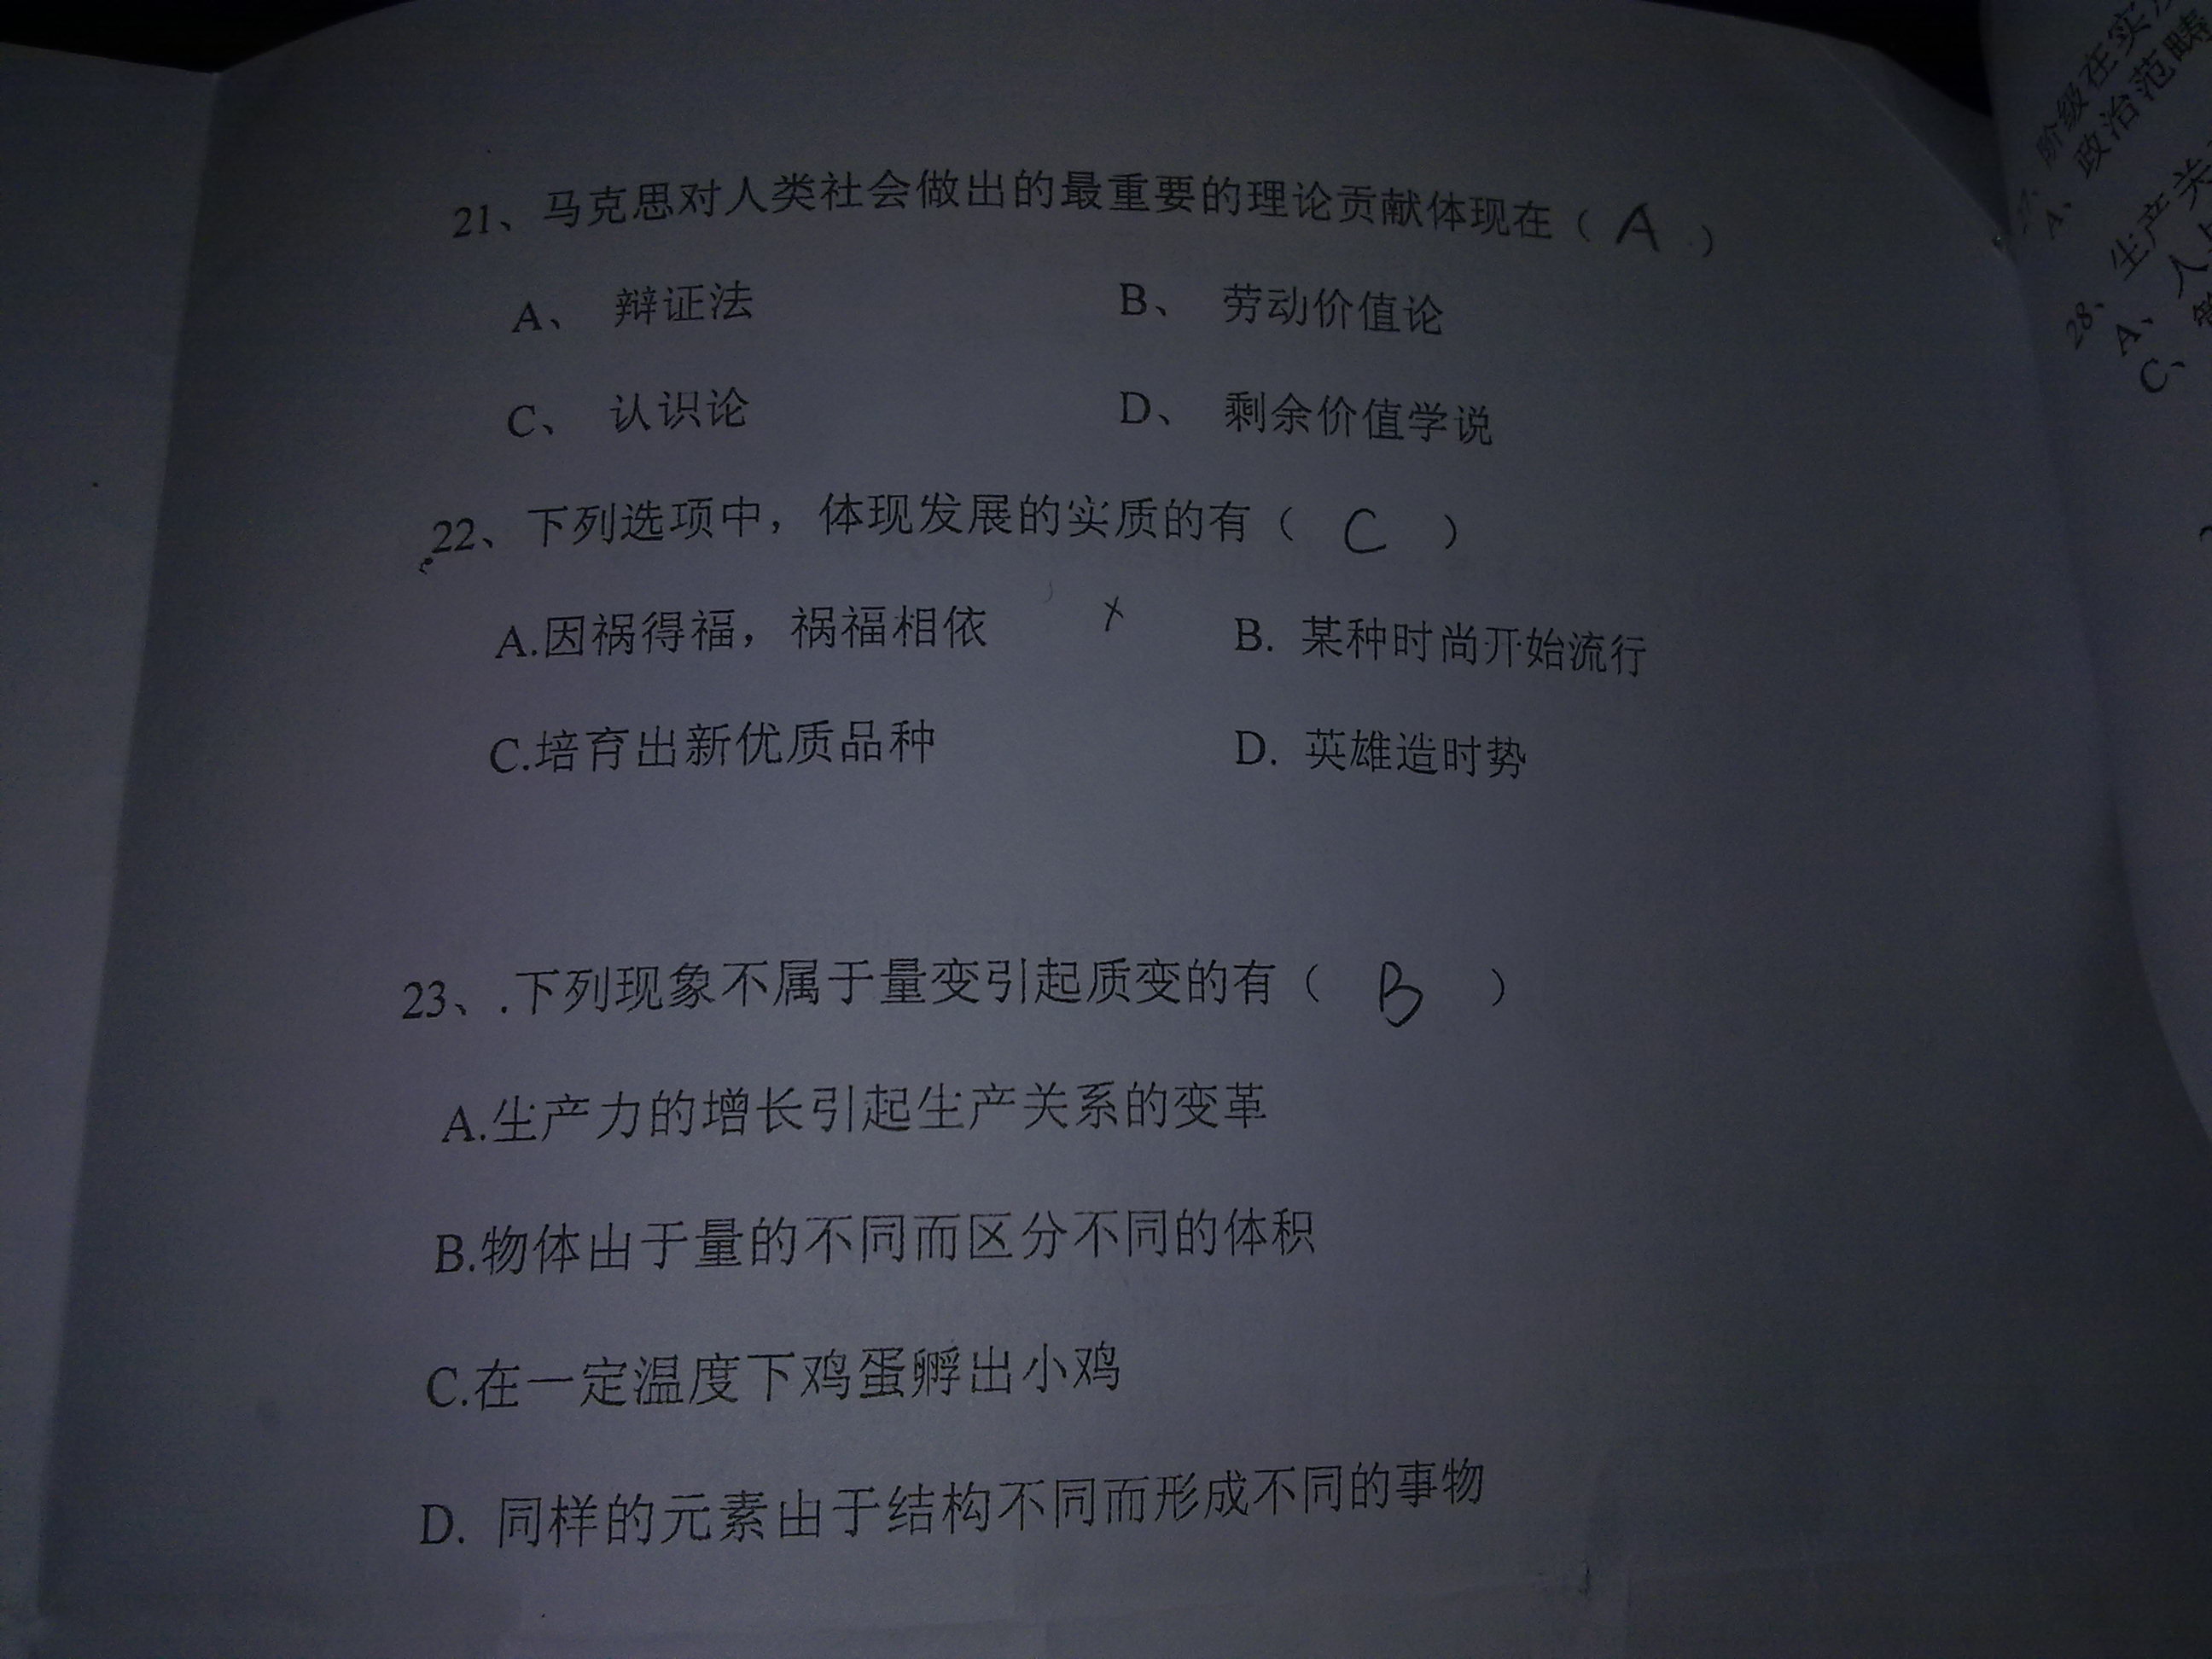 21、马克思对人类社会做出的最重要的理论贡献体现在（ A ）
A、 辩证法 B、 劳动价值论
C、 认识论 D、 剩余价值学说
22、下列选项中，体现发展的实质的有（ C ）
A.因祸得福，祸福相依 × B. 某种时尚开始流行
C.培育出新优质品种 D. 英雄造时势
23、.下列现象不属于量变引起质变的有（ B ）
A.生产力的增长引起生产关系的变革
B.物体由于量的不同而区分不同的体积
C.在一定温度下鸡蛋孵出小鸡
D. 同样的元素由于结构不同而形成不同的事物
阶级在实
A、 政治范畴
28、 生产关
A、 人
C、